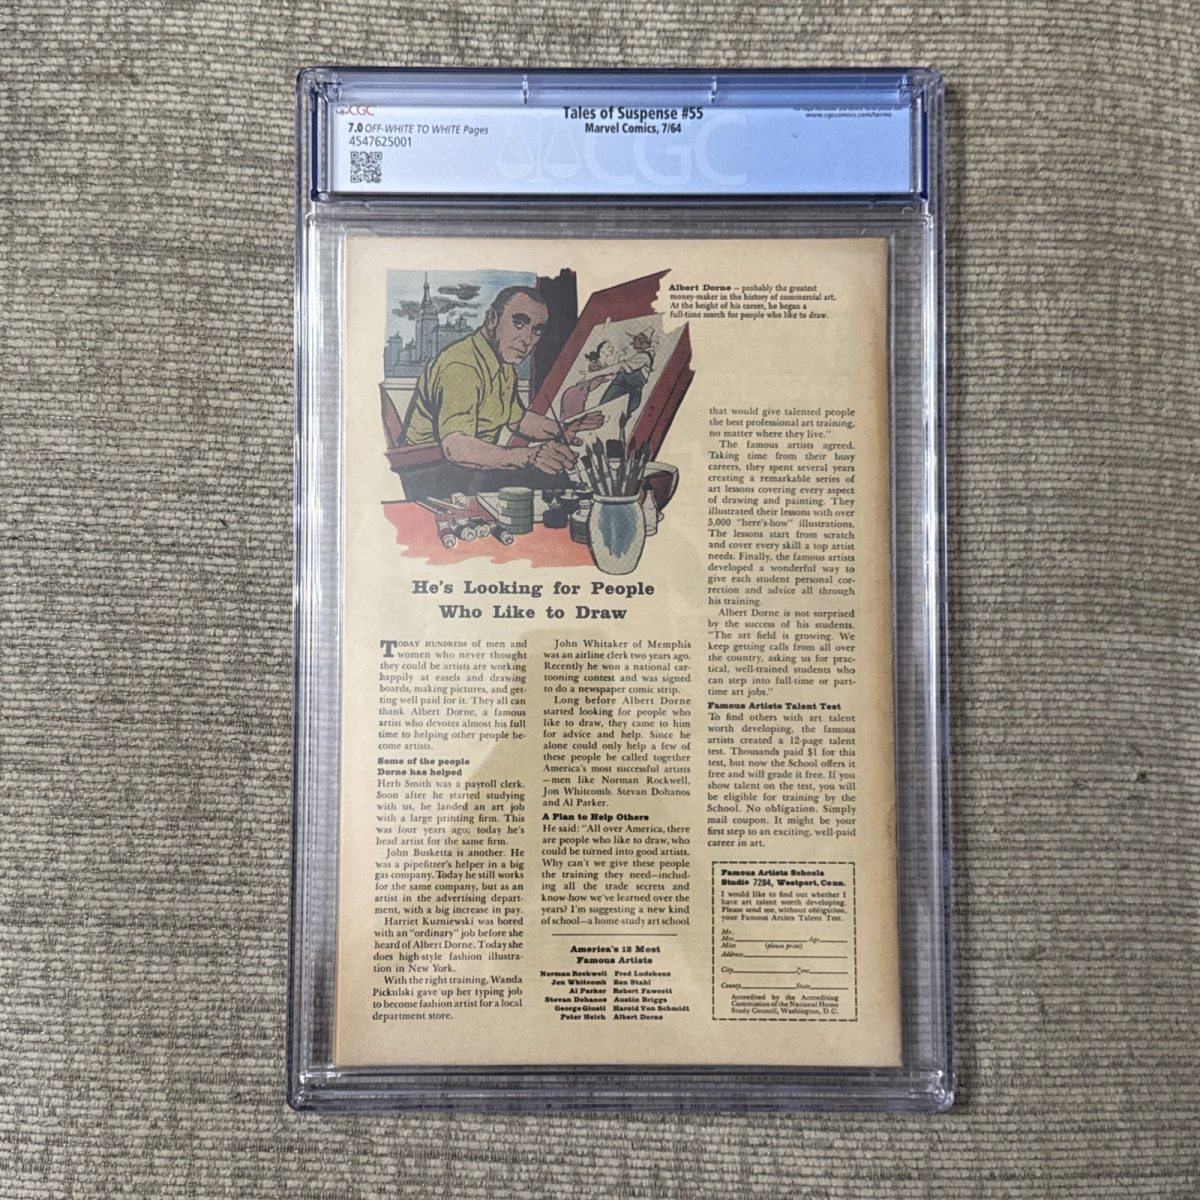 CGC
7.0 OFF-WHITE TO WHITE Pages
4547625001
Tales of Suspense #55
Marvel Comics, 7/64
www.cgccomics.com/terms
CGC
Albert Dorne – probably the greatest
money-maker in the history of commercial art.
At the height of his career, he began a
full-time search for people who like to draw.
He's Looking for People
Who Like to Draw
TODAY HUNDREDS of men and
women who never thought
they could be artists are working
happily at easels and drawing
boards, making pictures, and get-
ting well paid for it. They all can
thank Albert Dorne, a famous
artist who devotes almost his full
time to helping other people be-
come artists.
Some of the people
Dorne has helped
Herb Smith was a payroll clerk.
Soon after he started studying
with us, he landed an art job
with a large printing firm. This
was four years ago; today he's
head artist for the same firm.
John Busketta is another. He
was a pipefitter's helper in a big
gas company. Today he still works
for the same company, but as an
artist in the advertising depart-
ment, with a big increase in pay.
Harriet Kuzniewski was bored
with an "ordinary" job before she
heard of Albert Dorne. Today she
does high-style fashion illustra-
tion in New York.
With the right training, Wanda
Pickulski gave up her typing job
to become fashion artist for a local
department store.
John Whitaker of Memphis
was an airline clerk two years ago.
Recently he won a national car-
tooning contest and was signed
to do a newspaper comic strip.
Long before Albert Dorne
started looking for people who
like to draw, they came to him
for advice and help. Since he
alone could only help a few of
these people he called together
America's most successful artists
—men like Norman Rockwell,
Jon Whitcomb. Stevan Dohanos
and Al Parker.
A Plan to Help Others
He said: "All over America, there
are people who like to draw, who
could be turned into good artists.
Why can't we give these people
the training they need—includ-
ing all the trade secrets and
know-how we've learned over the
years? I'm suggesting a new kind
of school—a home-study art school
America's 12 Most
Famous Artists
Norman Rockwell Fred Ludekens
Jon Whitcomb Ben Stahl
Al Parker Robert Fawcett
Stevan Dohanos Austin Briggs
George Giusti Harold Von Schmidt
Peter Helck Albert Dorne
that would give talented people
the best professional art training,
no matter where they live."
The famous artists agreed.
Taking time from their busy
careers, they spent several years
creating a remarkable series of
art lessons covering every aspect
of drawing and painting. They
illustrated their lessons with over
5,000 "here's-how" illustrations.
The lessons start from scratch
and cover every skill a top artist
needs. Finally, the famous artists
developed a wonderful way to
give each student personal cor-
rection and advice all through
his training.
Albert Dorne is not surprised
by the success of his students.
"The art field is growing. We
keep getting calls from all over
the country, asking us for prac-
tical, well-trained students who
can step into full-time or part-
time art jobs."
Famous Artists Talent Test
To find others with art talent
worth developing, the famous
artists created a 12-page talent
test. Thousands paid $1 for this
test, but now the School offers it
free and will grade it free. If you
show talent on the test, you will
be eligible for training by the
School. No obligation. Simply
mail coupon. It might be your
first step to an exciting, well-paid
career in art.
Famous Artists Schools
Studio 7284, Westport, Conn.
I would like to find out whether I
have art talent worth developing.
Please send me, without obligation,
your Famous Artists Talent Test.
Mr.
Mrs. Age
Miss (please print)
Address
City Zone
County State
Accredited by the Accrediting
Commission of the National Home
Study Council, Washington, D.C.